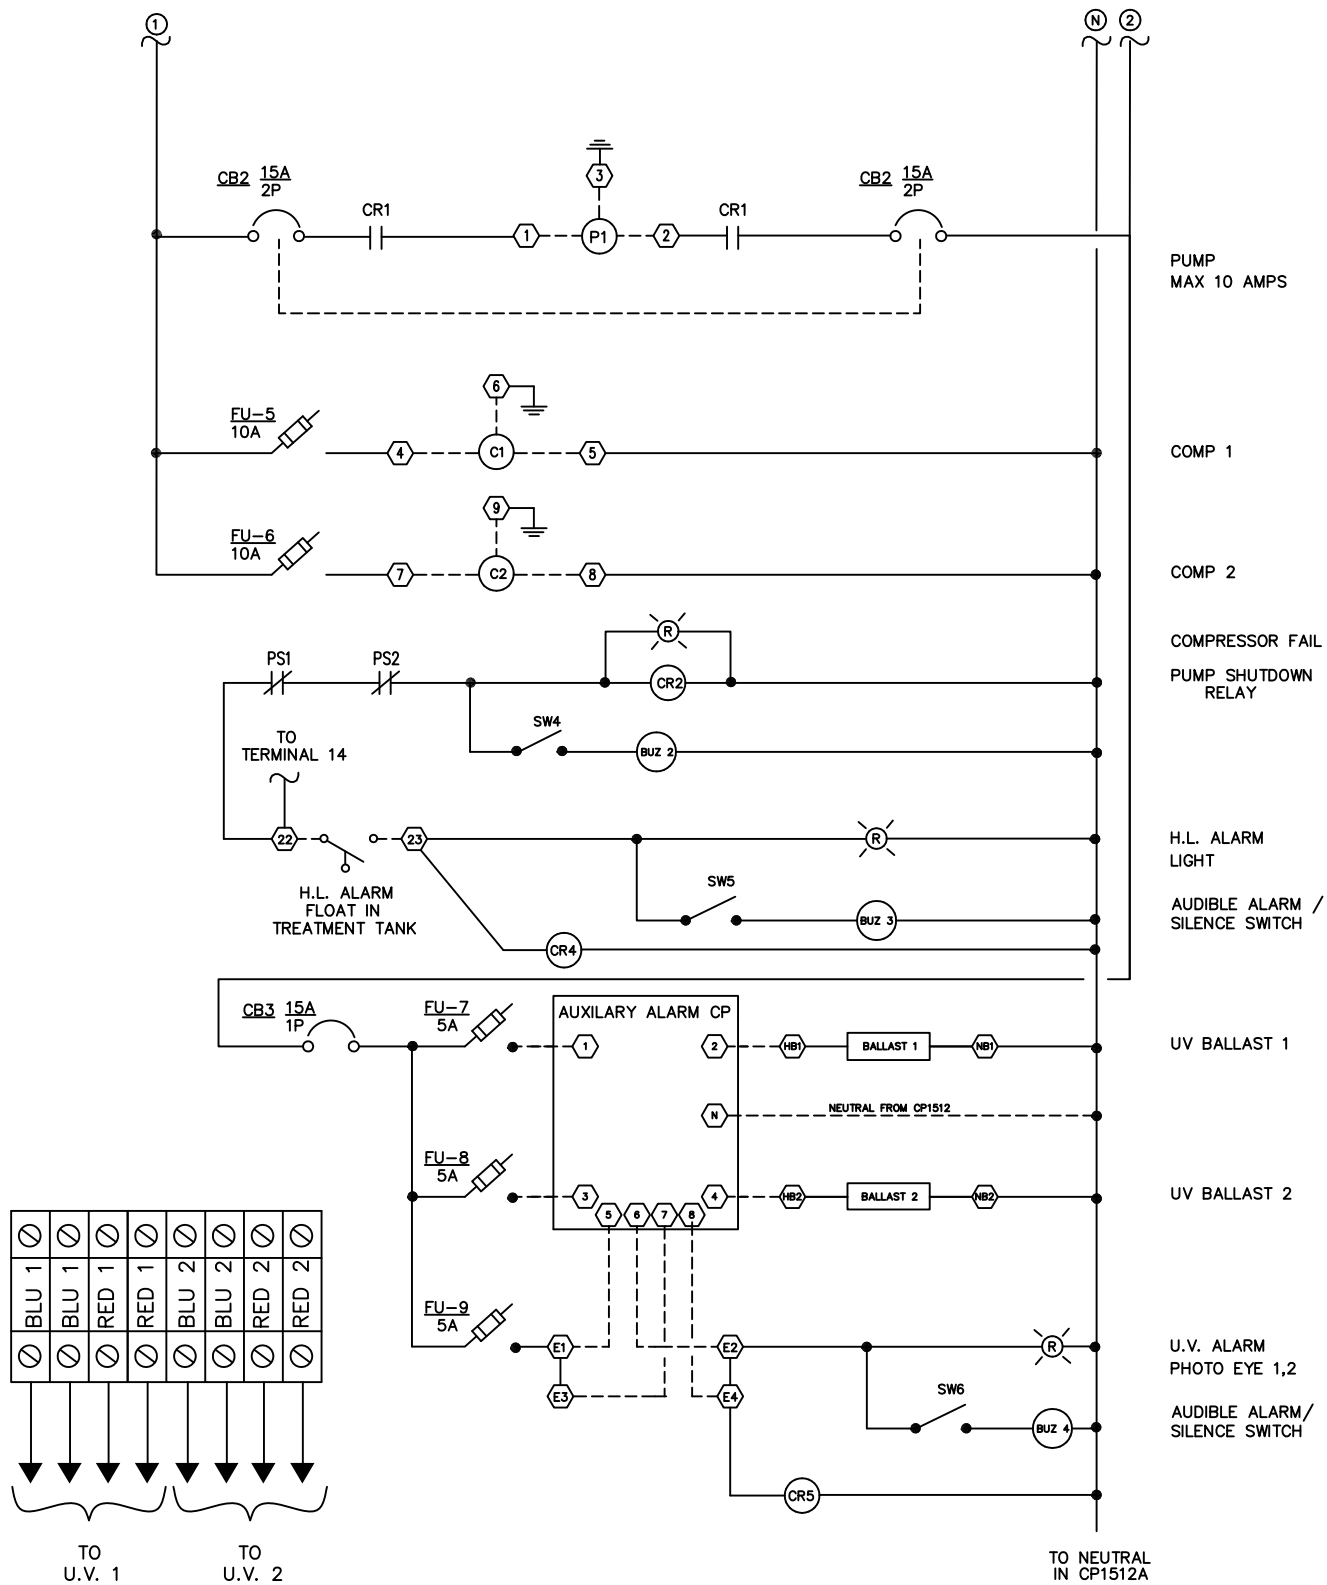 1
N 2
3
CB2 15A
2P
CB2 15A
2P
CR1
CR1
1 P1 2
PUMP
MAX 10 AMPS
6
FU-5
10A
4 C1 5
COMP 1
9
FU-6
10A
7 C2 8
COMP 2
R
COMPRESSOR FAIL
PS1 PS2
CR2
PUMP SHUTDOWN
RELAY
SW4
BUZ 2
TO
TERMINAL 14
22 23
R
H.L. ALARM
LIGHT
H.L. ALARM
FLOAT IN
TREATMENT TANK
SW5
BUZ 3
AUDIBLE ALARM /
SILENCE SWITCH
CR4
CB3 15A
1P
FU-7
5A
AUXILARY ALARM CP
1 2 HB1 BALLAST 1 NB1
UV BALLAST 1
N NEUTRAL FROM CP1512
FU-8
5A
3 4 HB2 BALLAST 2 NB2
UV BALLAST 2
5 6 7 8
BLU 1 BLU 1 RED 1 RED 1 BLU 2 BLU 2 RED 2 RED 2
FU-9
5A
E1 E2
R
U.V. ALARM
PHOTO EYE 1,2
E3 E4
SW6
BUZ 4
AUDIBLE ALARM/
SILENCE SWITCH
CR5
TO
U.V. 1
TO
U.V. 2
TO NEUTRAL
IN CP1512A